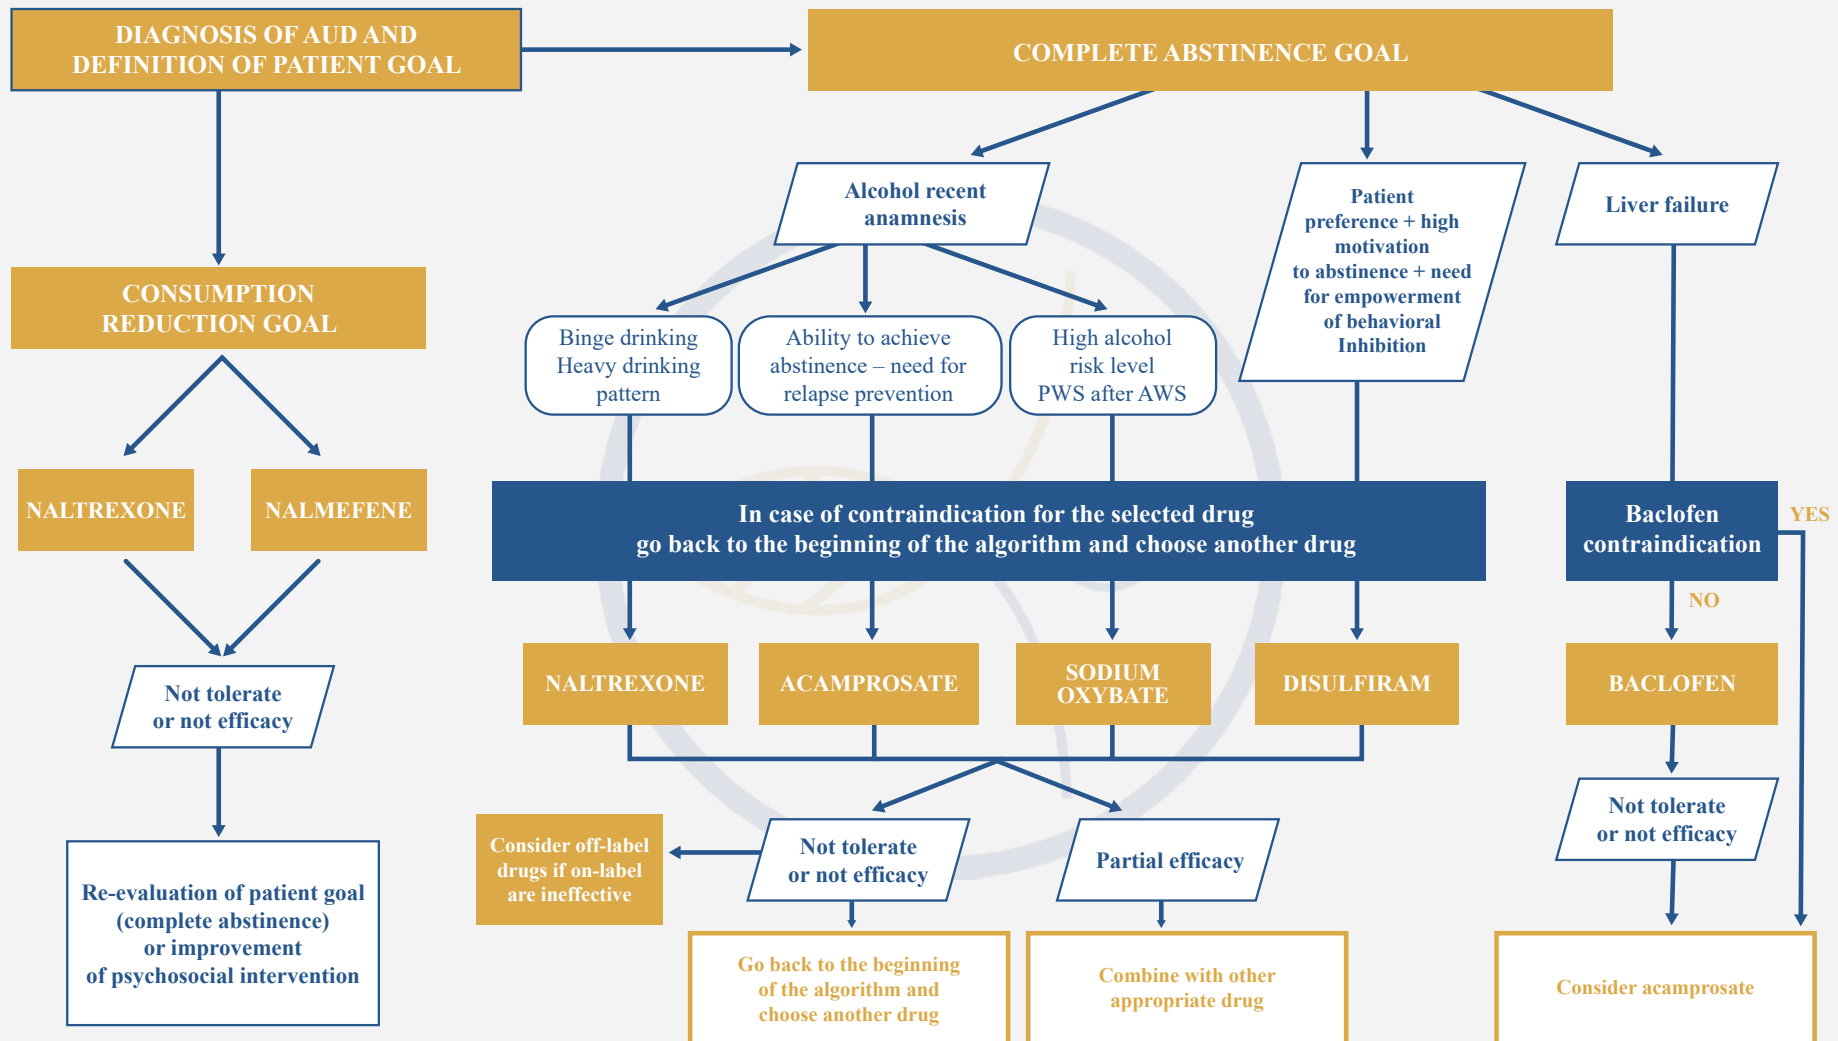 DIAGNOSIS OF AUD AND
DEFINITION OF PATIENT GOAL
COMPLETE ABSTINENCE GOAL
CONSUMPTION
REDUCTION GOAL
NALTREXONE
NALMEFENE
Not tolerate
or not efficacy
Re-evaluation of patient goal
(complete abstinence)
or improvement
of psychosocial intervention
Alcohol recent
anamnesis
Patient
preference + high
motivation
to abstinence + need
for empowerment
of behavioral
Inhibition
Liver failure
Binge drinking
Heavy drinking
pattern
Ability to achieve
abstinence – need for
relapse prevention
High alcohol
risk level
PWS after AWS
In case of contraindication for the selected drug
go back to the beginning of the algorithm and choose another drug
Baclofen
contraindication
YES
NO
NALTREXONE
ACAMPROSATE
SODIUM
OXYBATE
DISULFIRAM
BACLOFEN
Consider off-label
drugs if on-label
are ineffective
Not tolerate
or not efficacy
Partial efficacy
Not tolerate
or not efficacy
Go back to the beginning
of the algorithm and
choose another drug
Combine with other
appropriate drug
Consider acamprosate